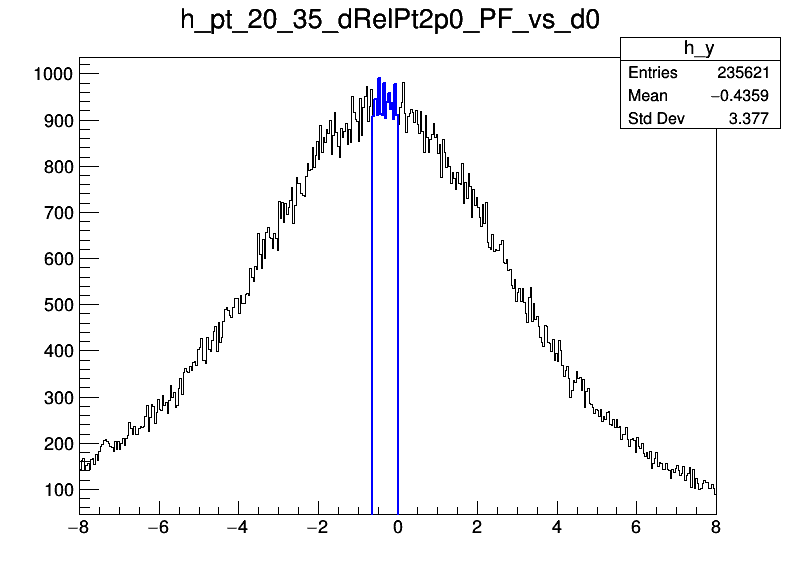 h_pt_20_35_dRelPt2p0_PF_vs_d0
h_y
Entries 235621
Mean −0.4359
Std Dev 3.377
1000
900
800
700
600
500
400
300
200
100
−8 −6 −4 −2 0 2 4 6 8